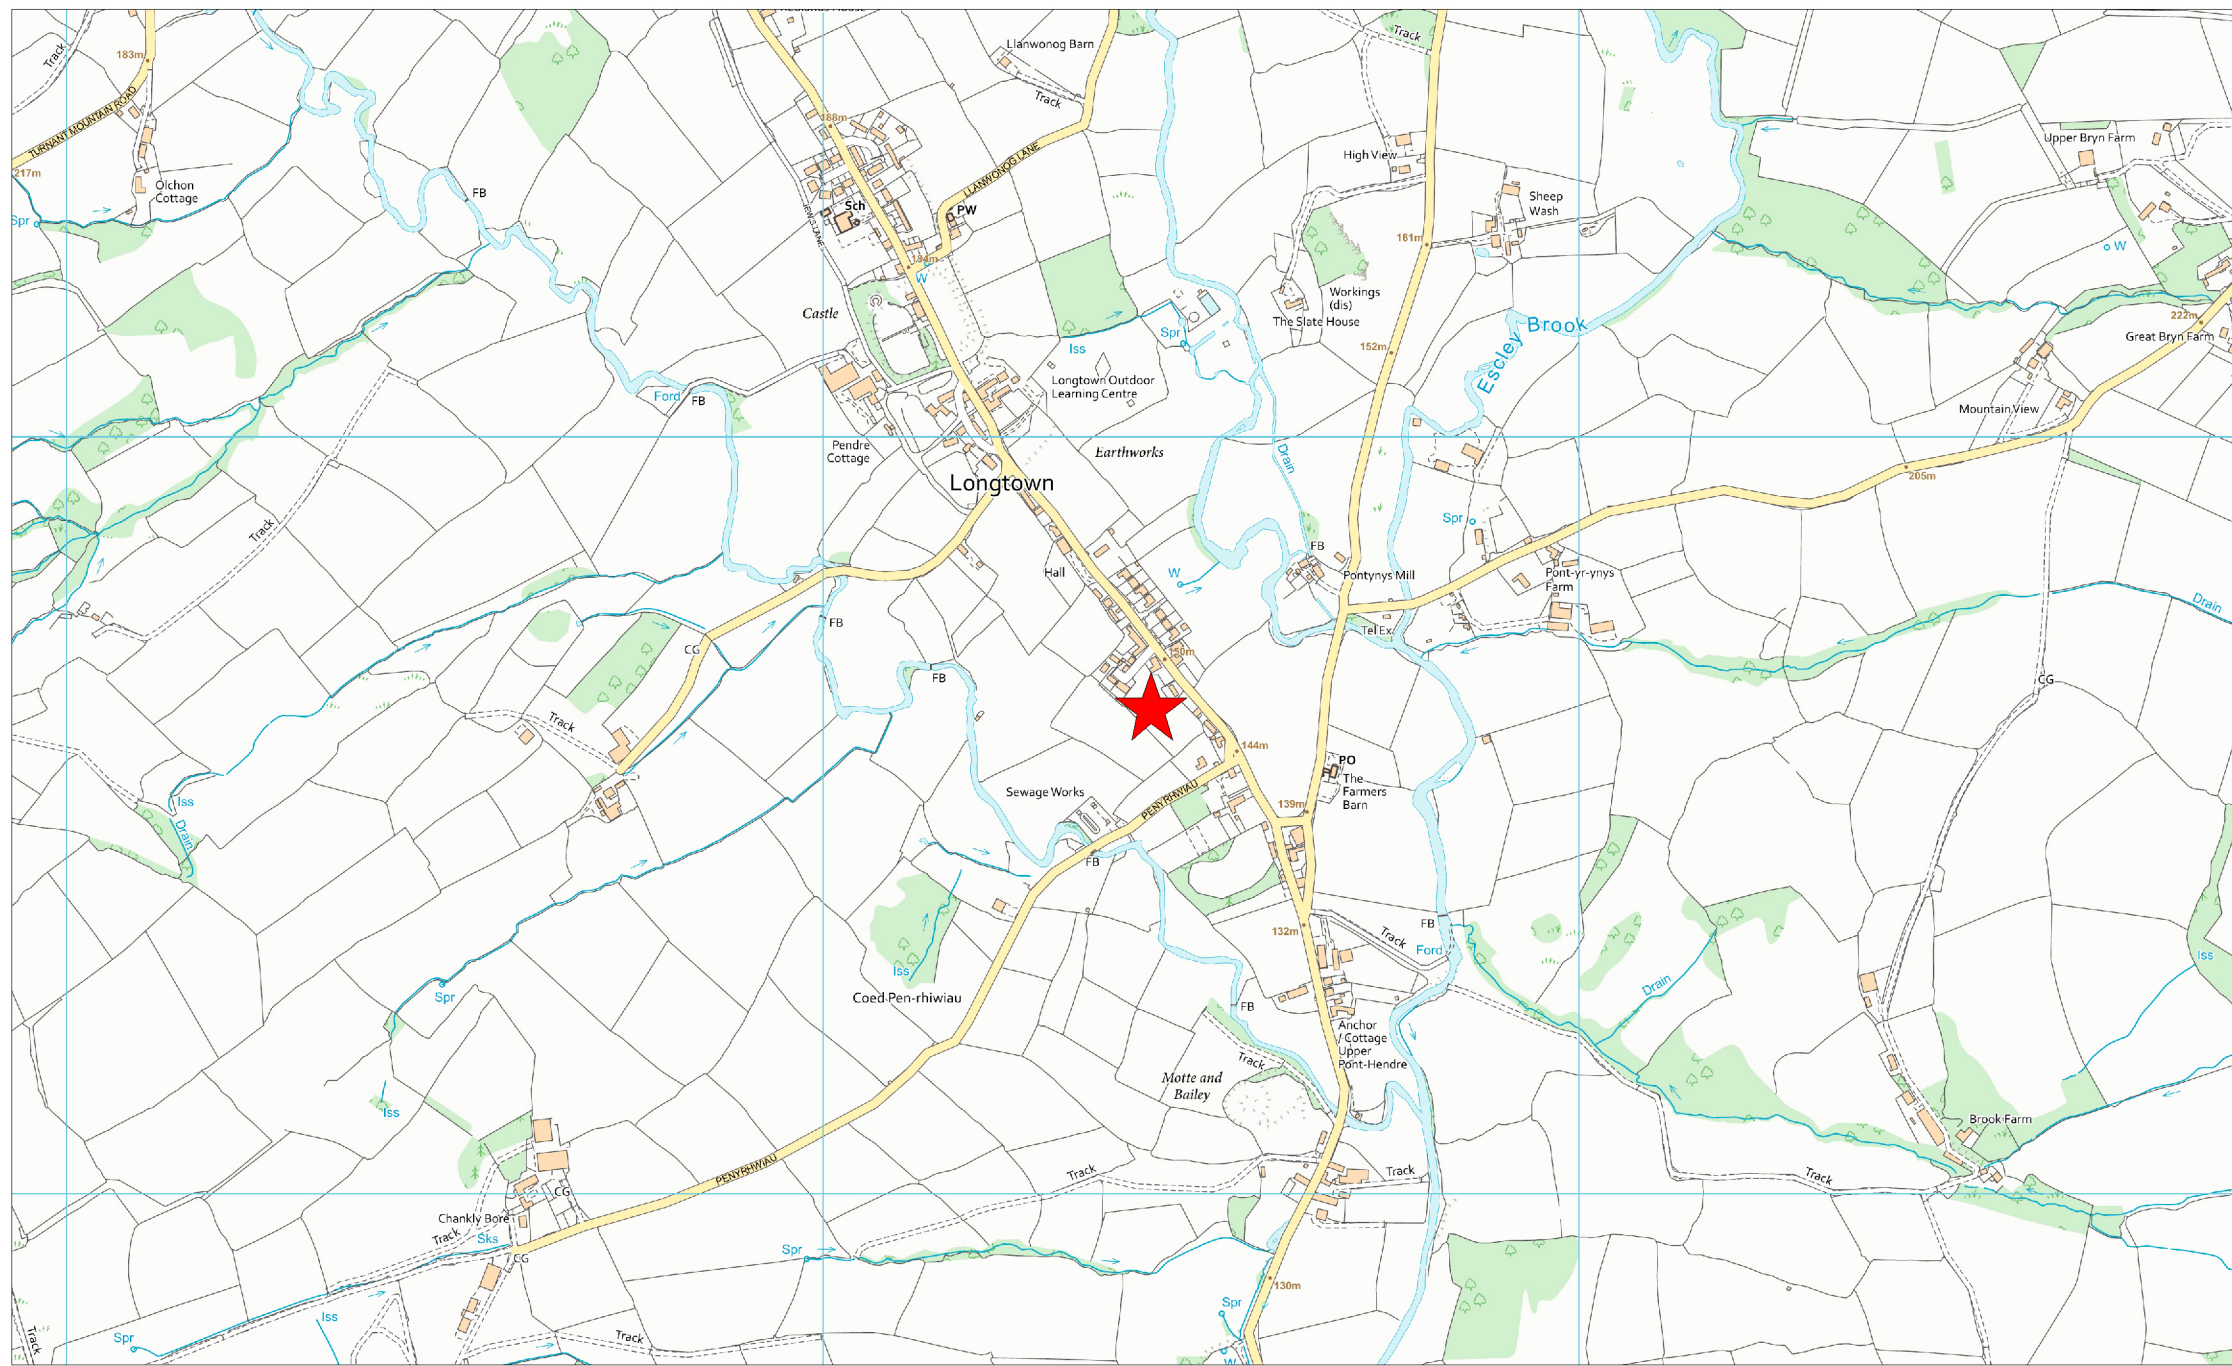 Track
183m
TURNANT MOUNTAIN ROAD
217m
Spr
Olchon
Cottage
FB
188m
Sch
PW
LLANWONOG LANE
184m
W
Castle
Llanwonog Barn
Track
Track
High View
Sheep
Wash
161m
Workings
(dis)
The Slate House
152m
Escley Brook
Upper Bryn Farm
W
222m
Great Bryn Farm
Mountain View
205m
Ford
FB
Spr
Iss
Longtown Outdoor
Learning Centre
Pendre
Cottage
Earthworks
Drain
Longtown
Track
Hall
W
FB
Pontynys Mill
Tel Ex
Spr
Pont-yr-ynys
Farm
Drain
CG
FB
CG
FB
150m
Track
144m
PO
The
Farmers
Barn
139m
Sewage Works
PENYRHWIAU
FB
Iss
Drain
Spr
Iss
Coed Pen-rhiwiau
132m
Track
FB
Ford
Drain
Iss
FB
Anchor
Cottage
Upper
Pont-Hendre
Track
Motte and
Bailey
Iss
Brook Farm
Track
PENYRHWIAU
Track
Track
CG
Chankly Bore
Track
Sks
CG
Spr
130m
Spr
Iss
Spr
Track
Track
W